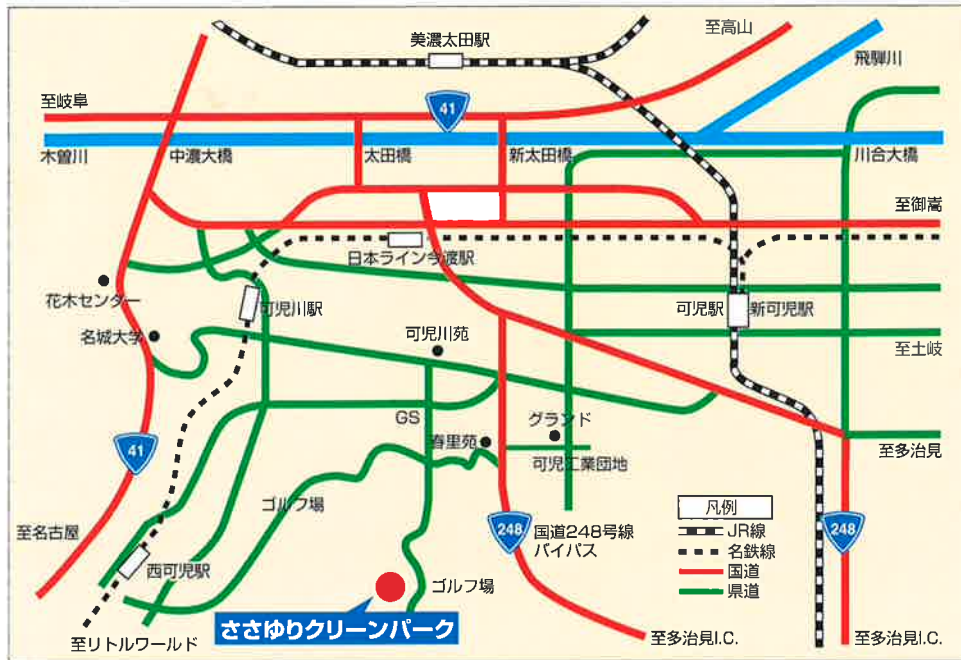 至高山
美濃太田駅
飛騨川
至岐阜
41
木曽川
中濃大橋
太田橋
新太田橋
川合大橋
至御嵩
日本ライン今渡駅
花木センター
可児川駅
可児駅
新可児駅
名城大学
可児川苑
至土岐
GS
グランド
春里苑
41
可児工業団地
至多治見
ゴルフ場
凡例
至名古屋
248
国道248号線
バイパス
JR線
248
名鉄線
西可児駅
国道
ゴルフ場
県道
ささゆりクリーンパーク
至リトルワールド
至多治見I.C.
至多治見I.C.